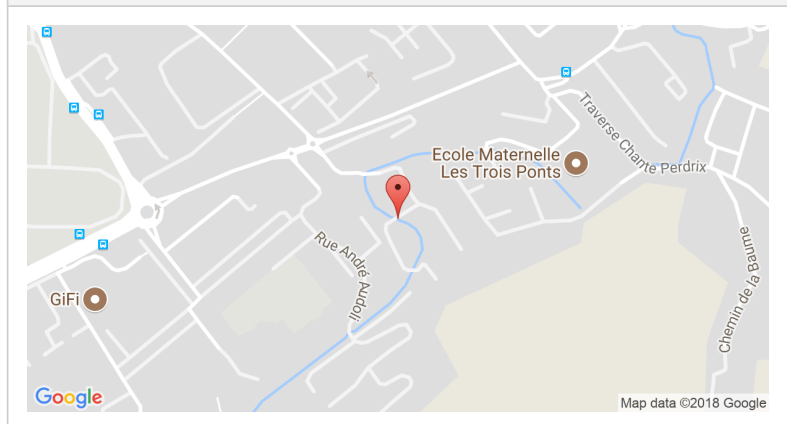 Ecole Maternelle
Les Trois Ponts
Traverse Chante Perdrix
Rue André Audoli
Chemin de la Baume
GiFi
Google
Map data ©2018 Google